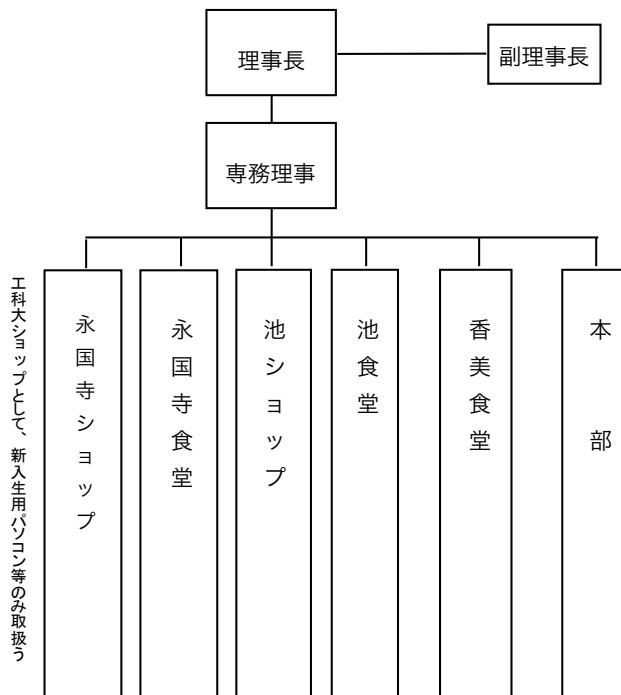 理事長
副理事長
専務理事
工科大ショップとして、新入生用パソコン等のみ取扱う
永国寺ショップ
永国寺食堂
池ショップ
池食堂
香美食堂
本部